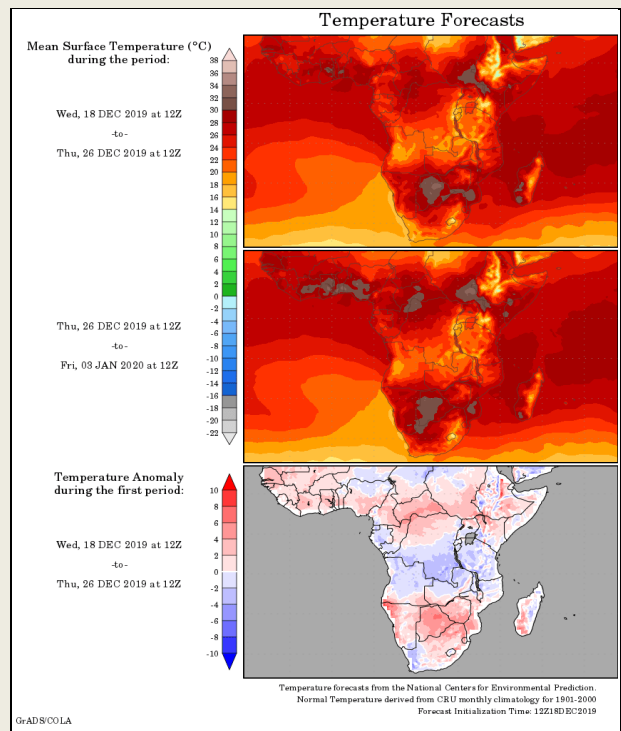 Temperature Forecasts
Mean Surface Temperature (°C)
during the period:
Wed, 18 DEC 2019 at 12Z
-to-
Thu, 26 DEC 2019 at 12Z
38
36
34
32
30
28
26
24
22
20
18
16
14
12
10
8
6
4
2
0
-2
-4
-6
-8
-10
-12
-14
-16
-18
-20
-22
Thu, 26 DEC 2019 at 12Z
-to-
Fri, 03 JAN 2020 at 12Z
Temperature Anomaly
during the first period:
Wed, 18 DEC 2019 at 12Z
-to-
Thu, 26 DEC 2019 at 12Z
10
8
6
4
2
0
-2
-4
-6
-8
-10
Temperature forecasts from the National Centers for Environmental Prediction.
Normal Temperature derived from CRU monthly climatology for 1901-2000
Forecast Initialization Time: 12Z18DEC2019
GrADS/COLA